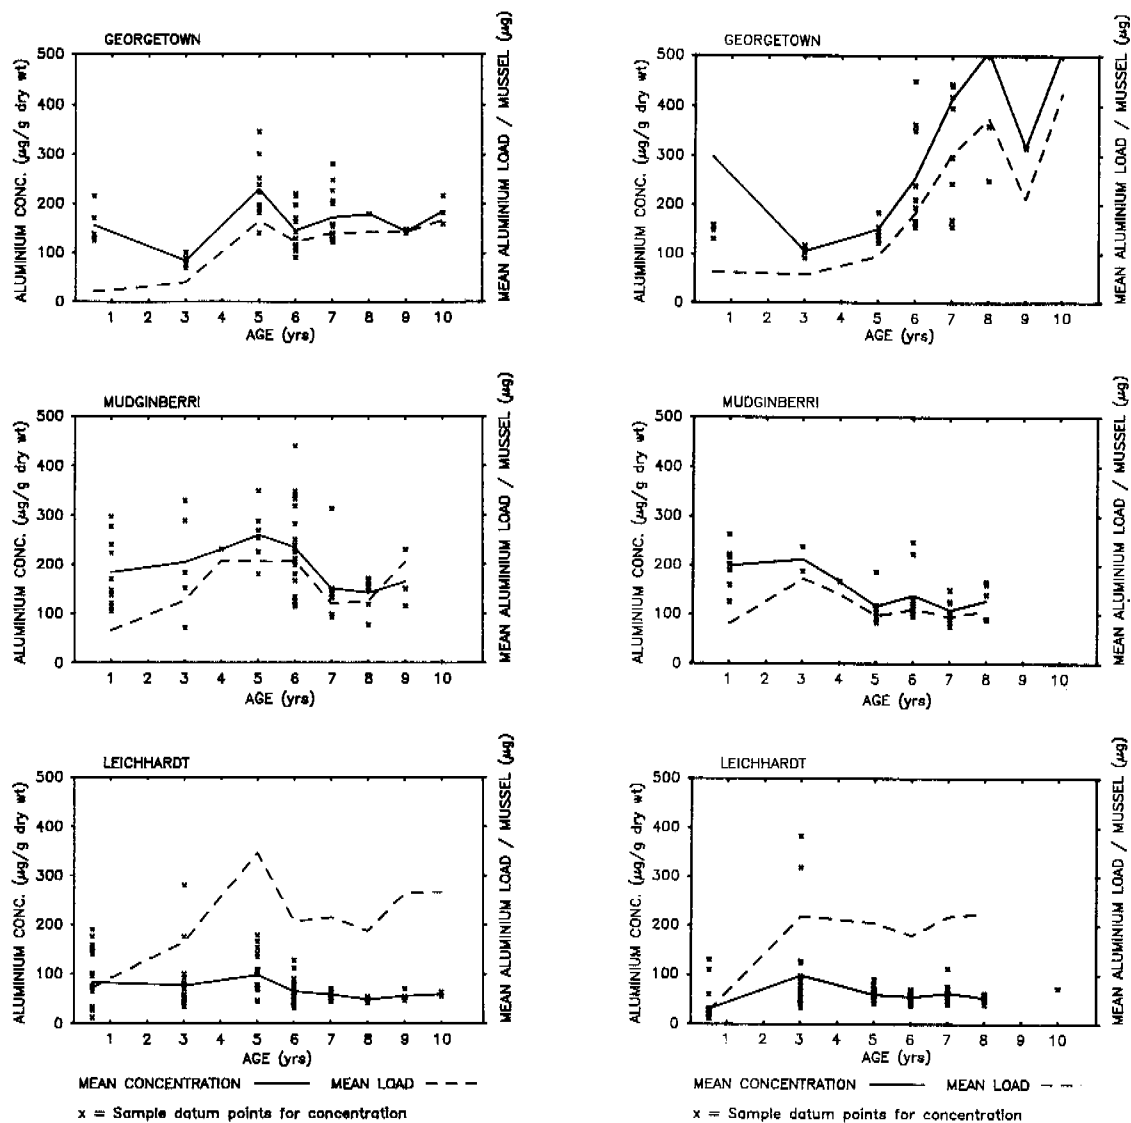 GEORGETOWN
500
400
300
200
100
0
1 2 3 4 5 6 7 8 9 10
AGE (yrs)
ALUMINIUM CONC. (µg/g dry wt)
MEAN ALUMINIUM LOAD / MUSSEL (µg)
GEORGETOWN
500
400
300
200
100
0
1 2 3 4 5 6 7 8 9 10
AGE (yrs)
ALUMINIUM CONC. (µg/g dry wt)
MEAN ALUMINIUM LOAD / MUSSEL (µg)
MUDGINBERRI
500
400
300
200
100
0
1 2 3 4 5 6 7 8 9 10
AGE (yrs)
ALUMINIUM CONC. (µg/g dry wt)
MEAN ALUMINIUM LOAD / MUSSEL (µg)
MUDGINBERRI
500
400
300
200
100
0
1 2 3 4 5 6 7 8 9 10
AGE (yrs)
ALUMINIUM CONC. (µg/g dry wt)
MEAN ALUMINIUM LOAD / MUSSEL (µg)
LEICHHARDT
500
400
300
200
100
0
1 2 3 4 5 6 7 8 9 10
AGE (yrs)
ALUMINIUM CONC. (µg/g dry wt)
MEAN ALUMINIUM LOAD / MUSSEL (µg)
LEICHHARDT
500
400
300
200
100
0
1 2 3 4 5 6 7 8 9 10
AGE (yrs)
ALUMINIUM CONC. (µg/g dry wt)
MEAN ALUMINIUM LOAD / MUSSEL (µg)
MEAN CONCENTRATION MEAN LOAD
x = Sample datum points for concentration
MEAN CONCENTRATION MEAN LOAD
x = Sample datum points for concentration